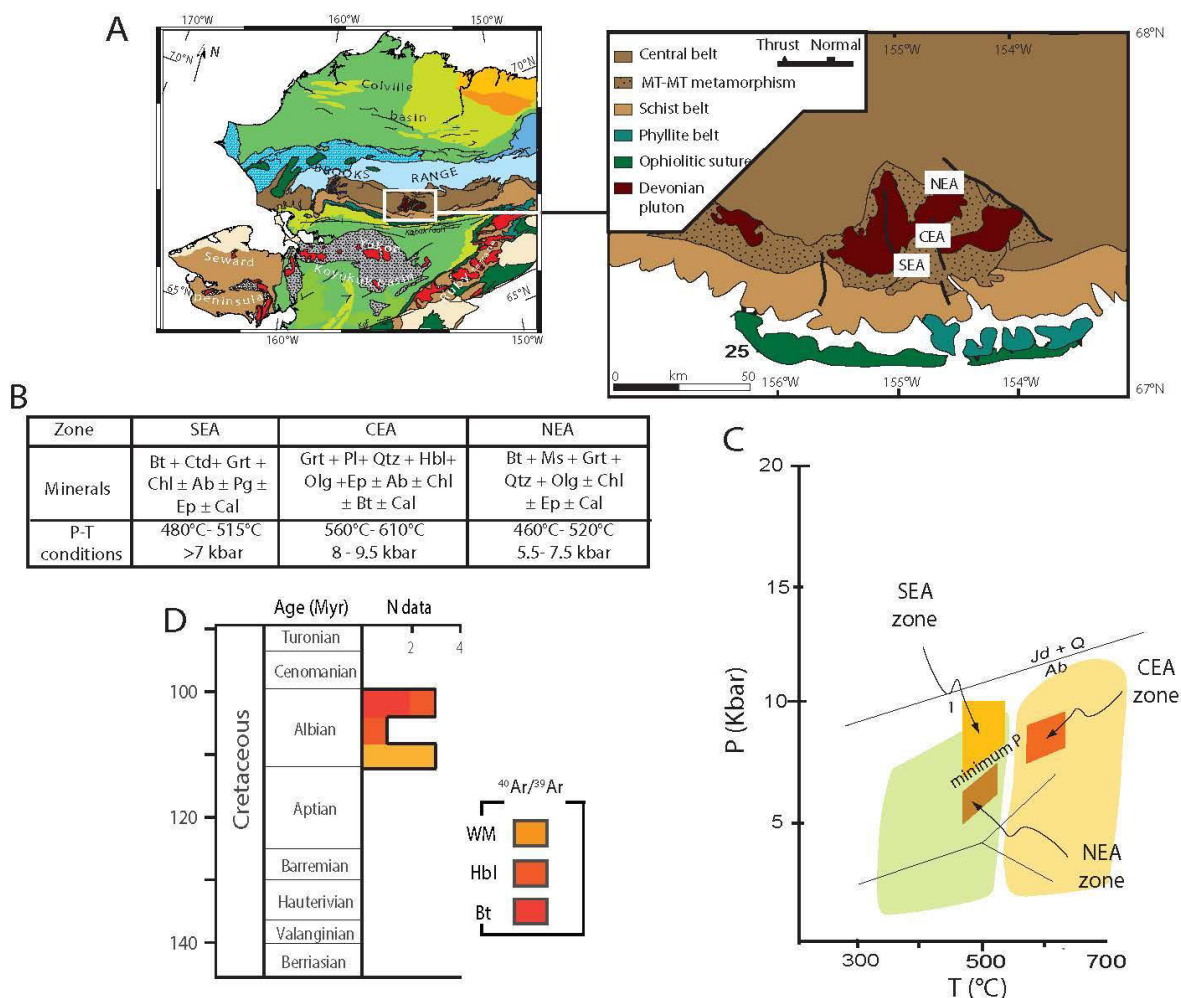 A
170°W
160°W
150°W
N
70°N
70°N
Colville
basin
BROOKS
RANGE
Seward
peninsula
Koyukuk
65°N
65°N
160°W
150°W
Central belt
MT-MT metamorphism
Schist belt
Phyllite belt
Ophiolitic suture
Devonian
pluton
Thrust
Normal
155°W
154°W
68°N
NEA
CEA
SEA
25
0
km
50
156°W
155°W
154°W
67°N
B
Zone
SEA
CEA
NEA
Minerals
Bt + Ctd+ Grt +
Chl ± Ab ± Pg ±
Ep ± Cal
Grt + Pl+ Qtz + Hbl+
Olg +Ep ± Ab ± Chl
± Bt ± Cal
Bt + Ms + Grt +
Qtz + Olg ± Chl
± Ep ± Cal
P-T
conditions
480°C- 515°C
>7 kbar
560°C- 610°C
8 - 9.5 kbar
460°C- 520°C
5.5- 7.5 kbar
C
20
15
10
5
0
P (Kbar)
SEA
zone
Jd + Q
Ab
1
CEA
zone
minimum P
NEA
zone
300
500
700
T (°C)
D
Age (Myr)
N data
2
4
Cretaceous
100
120
140
Turonian
Cenomanian
Albian
Aptian
Barremian
Hauterivian
Valanginian
Berriasian
⁴⁰Ar/³⁹Ar
WM
Hbl
Bt